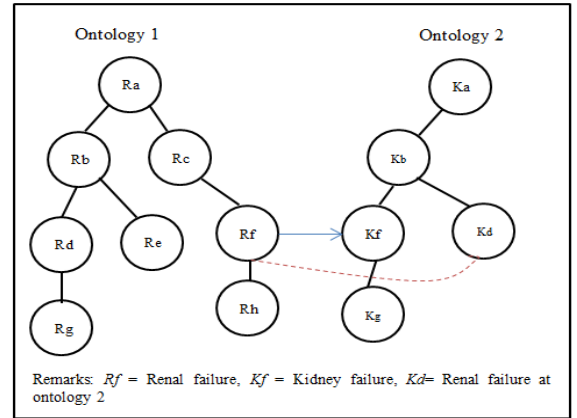 Ontology 1
Ontology 2
Ra
Ka
Rb
Rc
Kb
Rd
Re
Rf
Kf
Kd
Rg
Rh
Kg
Remarks: Rf = Renal failure, Kf = Kidney failure, Kd= Renal failure at
ontology 2